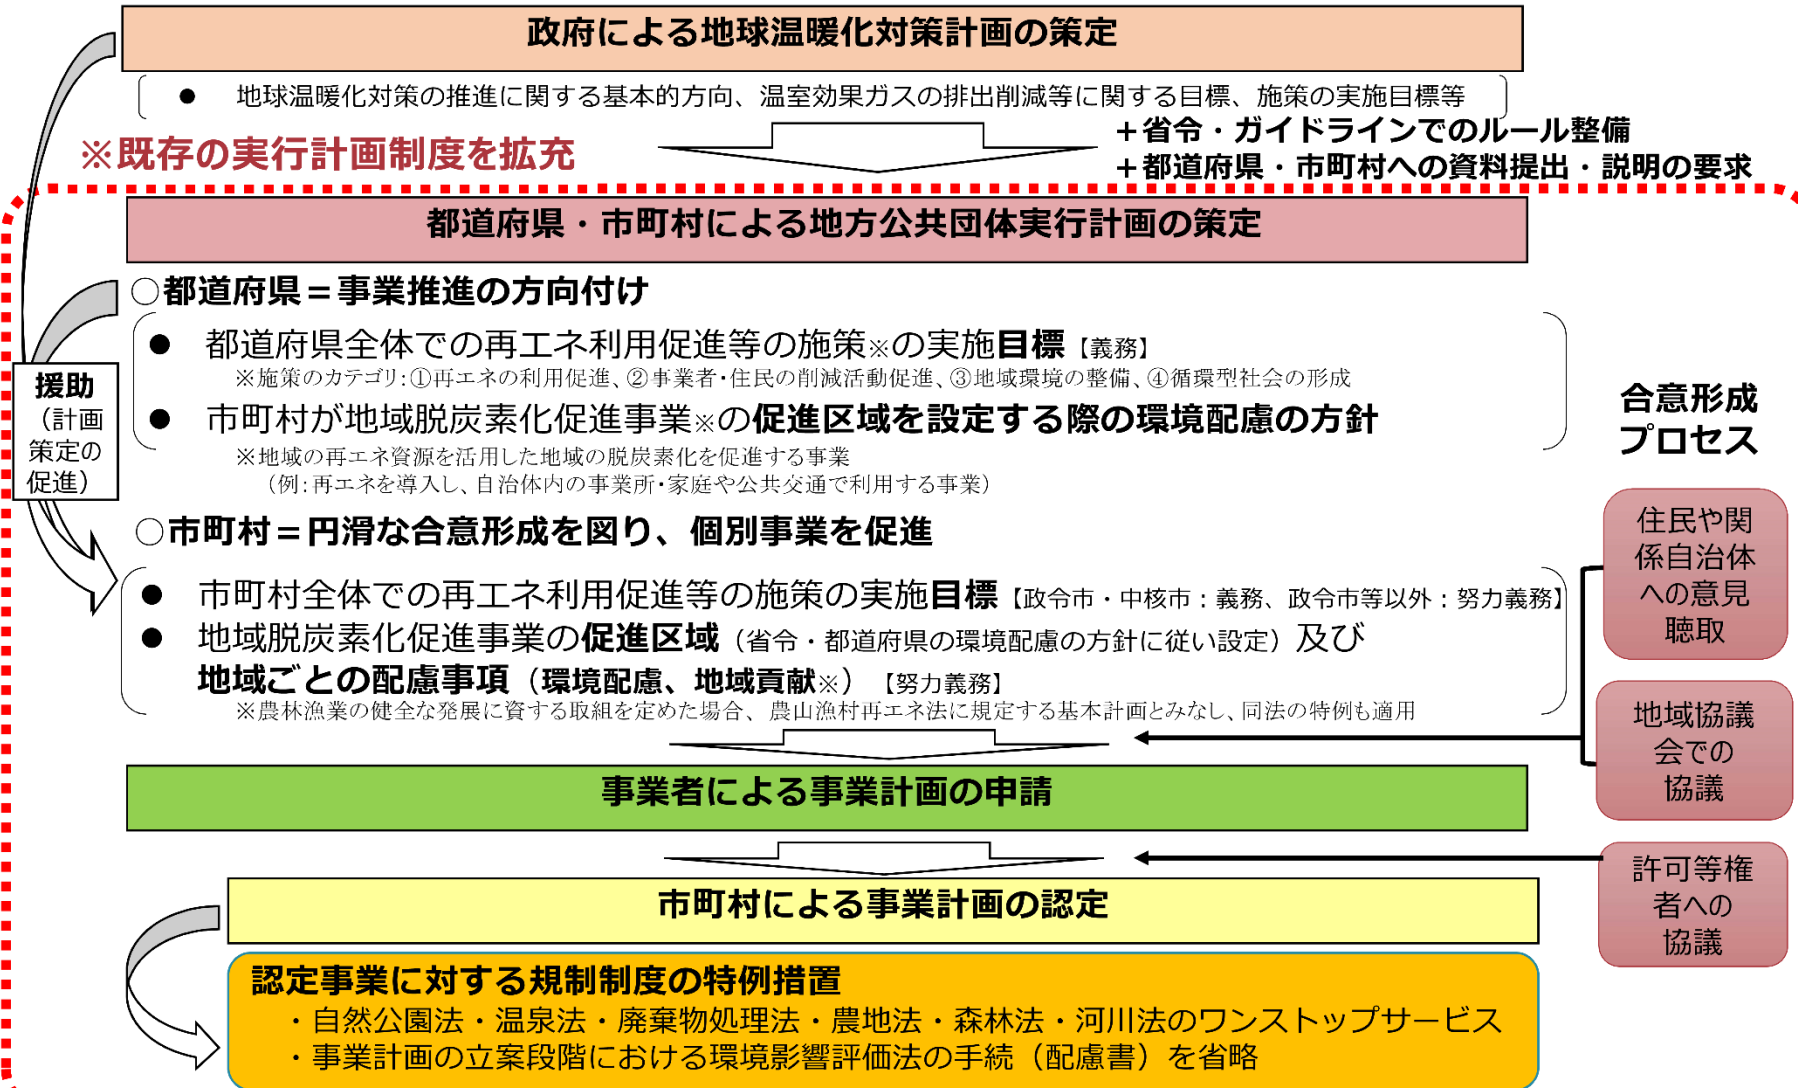 政府による地球温暖化対策計画の策定
● 地球温暖化対策の推進に関する基本的方向、温室効果ガスの排出削減等に関する目標、施策の実施目標等
※既存の実行計画制度を拡充
＋省令・ガイドラインでのルール整備
＋都道府県・市町村への資料提出・説明の要求
都道府県・市町村による地方公共団体実行計画の策定
○都道府県＝事業推進の方向付け
● 都道府県全体での再エネ利用促進等の施策※の実施目標【義務】
※施策のカテゴリ：①再エネの利用促進、②事業者・住民の削減活動促進、③地域環境の整備、④循環型社会の形成
● 市町村が地域脱炭素化促進事業※の促進区域を設定する際の環境配慮の方針
※地域の再エネ資源を活用した地域の脱炭素化を促進する事業
（例：再エネを導入し、自治体内の事業所・家庭や公共交通で利用する事業）
援助
（計画
策定の
促進）
○市町村＝円滑な合意形成を図り、個別事業を促進
● 市町村全体での再エネ利用促進等の施策の実施目標【政令市・中核市：義務、政令市等以外：努力義務】
● 地域脱炭素化促進事業の促進区域（省令・都道府県の環境配慮の方針に従い設定）及び
地域ごとの配慮事項（環境配慮、地域貢献※）【努力義務】
※農林漁業の健全な発展に資する取組を定めた場合、農山漁村再エネ法に規定する基本計画とみなし、同法の特例も適用
合意形成
プロセス
住民や関
係自治体
への意見
聴取
地域協議
会での
協議
事業者による事業計画の申請
許可等権
者への
協議
市町村による事業計画の認定
認定事業に対する規制制度の特例措置
・自然公園法・温泉法・廃棄物処理法・農地法・森林法・河川法のワンストップサービス
・事業計画の立案段階における環境影響評価法の手続（配慮書）を省略